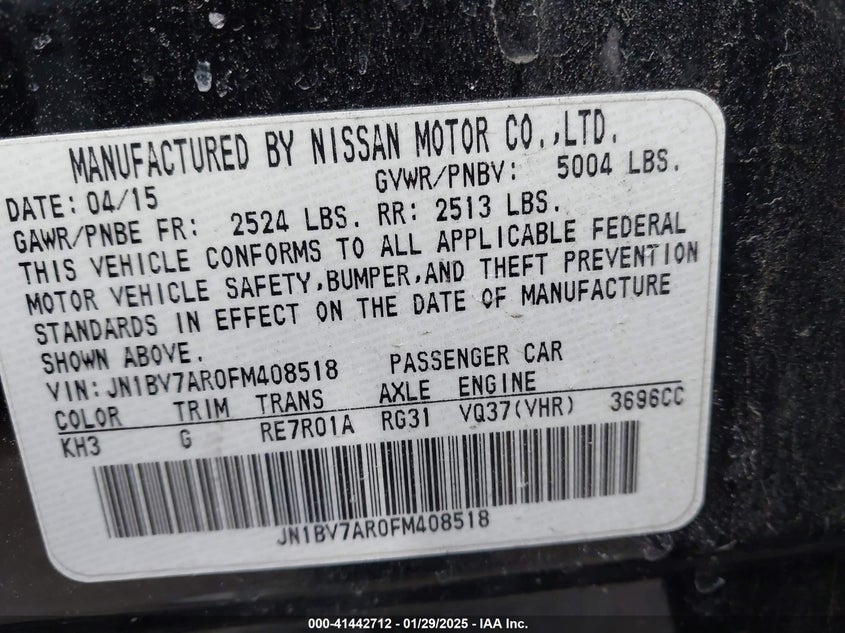 MANUFACTURED BY NISSAN MOTOR CO.,LTD.
DATE: 04/15 GVWR/PNBV: 5004 LBS.
GAWR/PNBE FR: 2524 LBS. RR: 2513 LBS.
THIS VEHICLE CONFORMS TO ALL APPLICABLE FEDERAL
MOTOR VEHICLE SAFETY,BUMPER,AND THEFT PREVENTION
STANDARDS IN EFFECT ON THE DATE OF MANUFACTURE
SHOWN ABOVE.
VIN:JN1BV7AR0FM408518 PASSENGER CAR
COLOR TRIM TRANS AXLE ENGINE
KH3 G RE7R01A RG31 VQ37(VHR) 3696CC
JN1BV7AR0FM408518
000-41442712 - 01/29/2025 - IAA Inc.